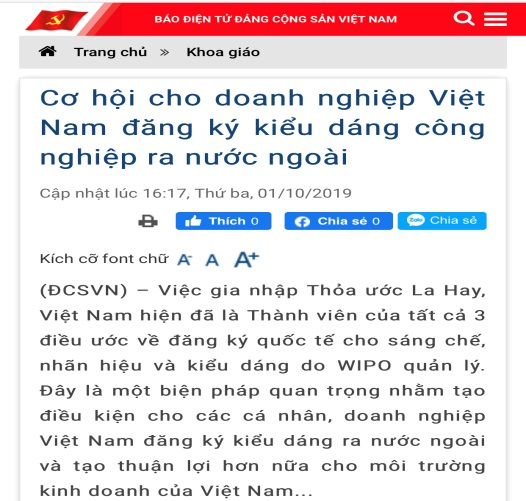 BÁO ĐIỆN TỬ ĐẢNG CỘNG SẢN VIỆT NAM
Trang chủ » Khoa giáo
Cơ hội cho doanh nghiệp Việt
Nam đăng ký kiểu dáng công
nghiệp ra nước ngoài
Cập nhật lúc 16:17, Thứ ba, 01/10/2019
Thích 0 Chia sẻ 0 Zalo Chia sẻ
Kích cỡ font chữ A- A A+
(ĐCSVN) – Việc gia nhập Thỏa ước La Hay,
Việt Nam hiện đã là Thành viên của tất cả 3
điều ước về đăng ký quốc tế cho sáng chế,
nhãn hiệu và kiểu dáng do WIPO quản lý.
Đây là một biện pháp quan trọng nhằm tạo
điều kiện cho các cá nhân, doanh nghiệp
Việt Nam đăng ký kiểu dáng ra nước ngoài
và tạo thuận lợi hơn nữa cho môi trường
kinh doanh của Việt Nam...